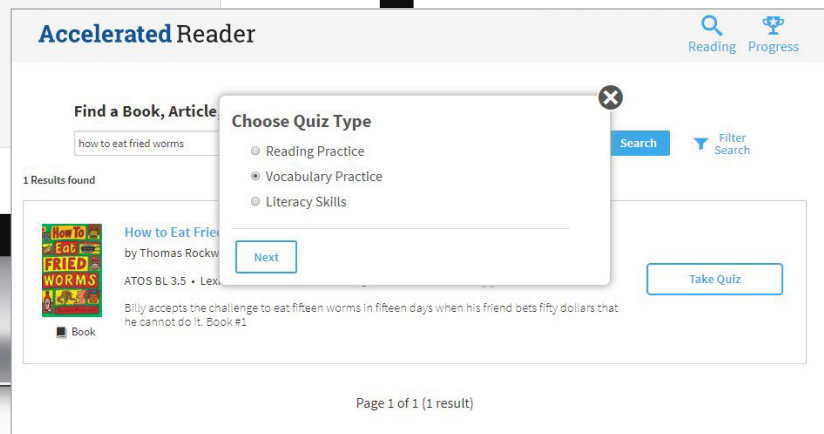 Accelerated Reader
Reading Progress
Find a Book, Article,
how to eat fried worms
Search
Filter
Search
1 Results found
Choose Quiz Type
Reading Practice
Vocabulary Practice
Literacy Skills
Next
How To
Eat
FRIED
WORMS
Book
How to Eat Frie
by Thomas Rockw
ATOS BL 3.5 •
Billy accepts the challenge to eat fifteen worms in fifteen days when his friend bets fifty dollars that
he cannot do it. Book #1
Take Quiz
Page 1 of 1 (1 result)